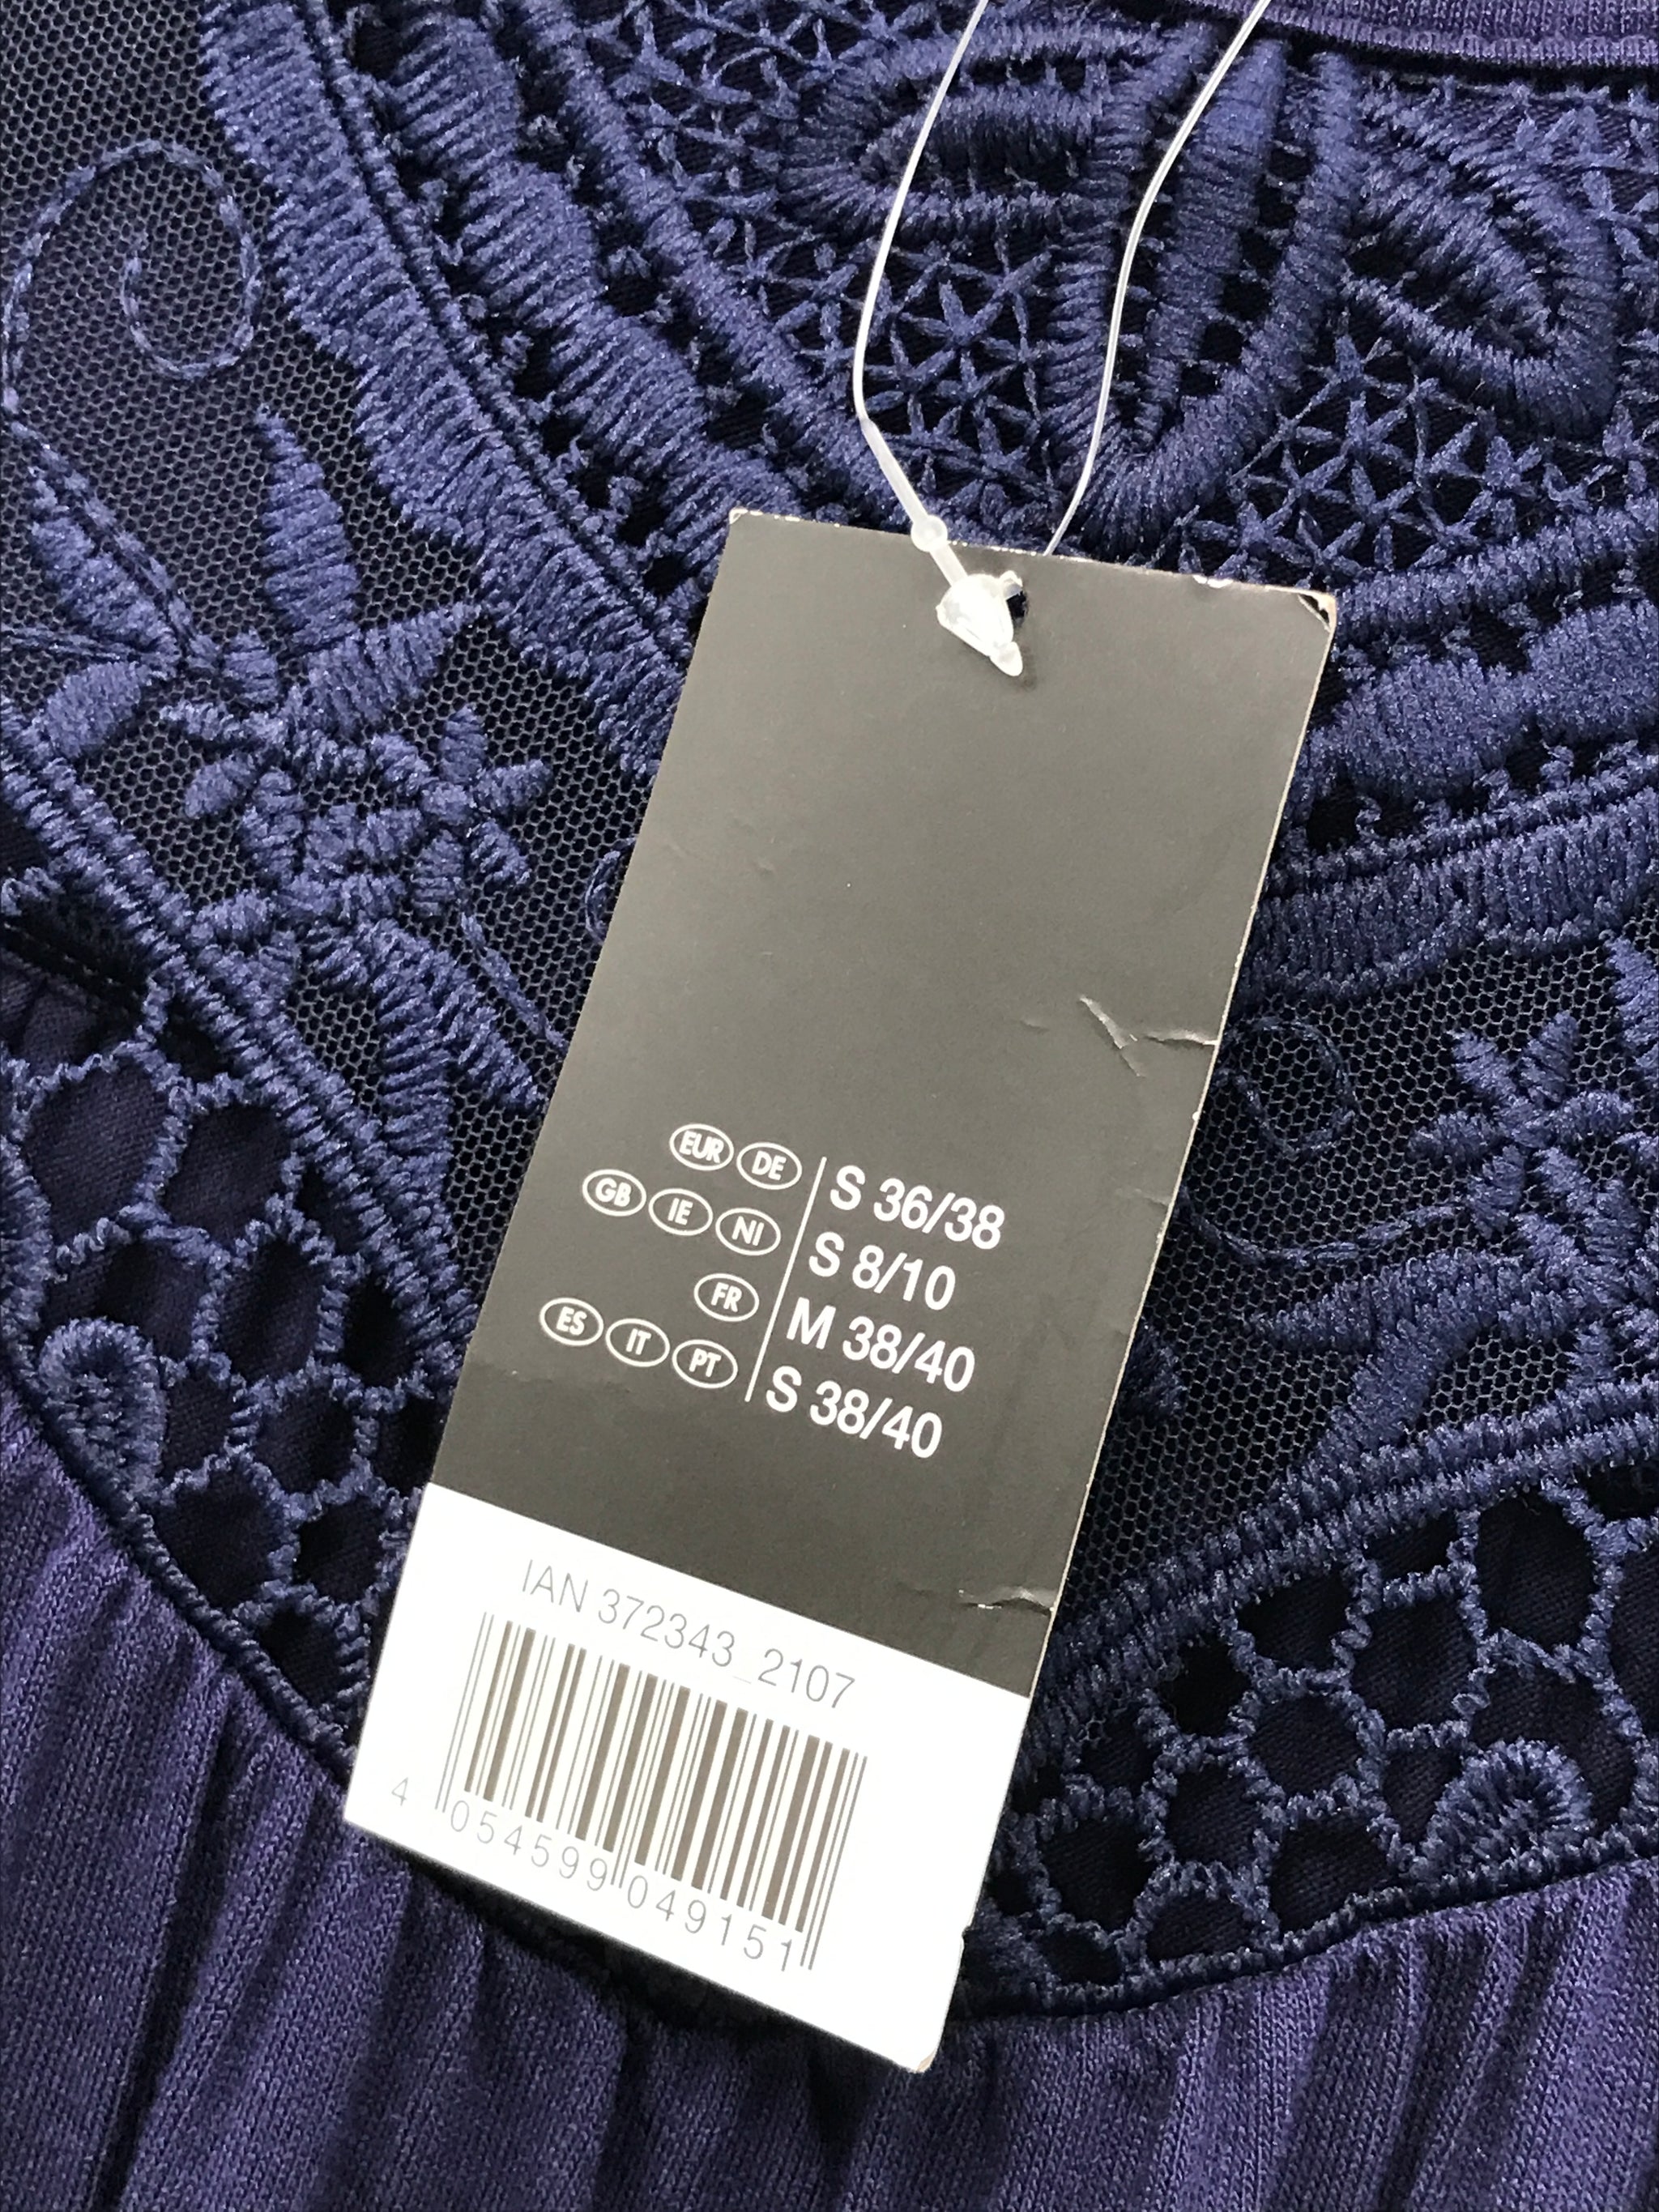 EUR DE S 36/38
GB IE NI S 8/10
FR M 38/40
ES IT PT S 38/40
IAN 372343_2107
4 054599 049151